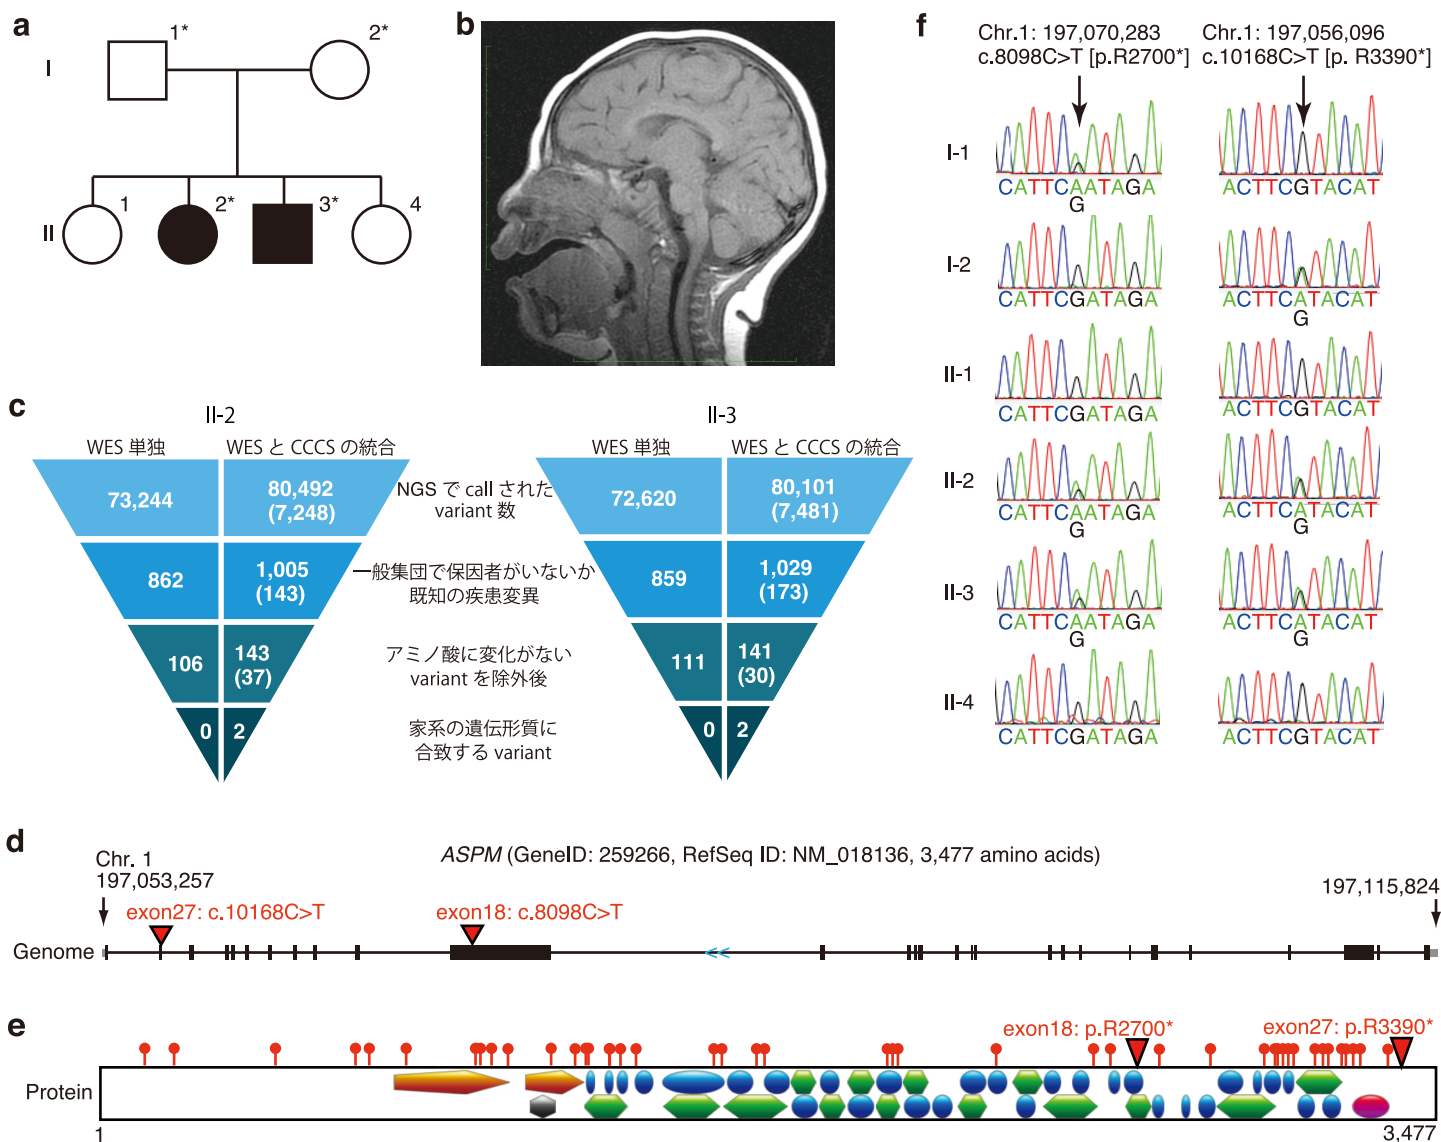 a
1*
2*
I
1
2*
3*
4
II
b
c
II-2
WES 単独
WES と CCCS の統合
73,244
80,492
(7,248)
862
1,005
(143)
106
143
(37)
0
2
NGS で call された
variant 数
一般集団で保因者がいないか
既知の疾患変異
アミノ酸に変化がない
variant を除外後
家系の遺伝形質に
合致する variant
II-3
WES 単独
WES と CCCS の統合
72,620
80,101
(7,481)
859
1,029
(173)
111
141
(30)
0
2
f
Chr.1: 197,070,283
c.8098C>T [p.R2700*]
Chr.1: 197,056,096
c.10168C>T [p. R3390*]
I-1
CATTCAATAGA
G
ACTTCGTACAT
I-2
CATTCGATAGA
ACTTCATACAT
G
II-1
CATTCGATAGA
ACTTCGTACAT
II-2
CATTCAATAGA
G
ACTTCATACAT
G
II-3
CATTCAATAGA
G
ACTTCATACAT
G
II-4
CATTCGATAGA
ACTTCGTACAT
d
Chr. 1
197,053,257
ASPM (GeneID: 259266, RefSeq ID: NM_018136, 3,477 amino acids)
197,115,824
exon27: c.10168C>T
exon18: c.8098C>T
Genome
e
exon18: p.R2700*
exon27: p.R3390*
Protein
1
3,477